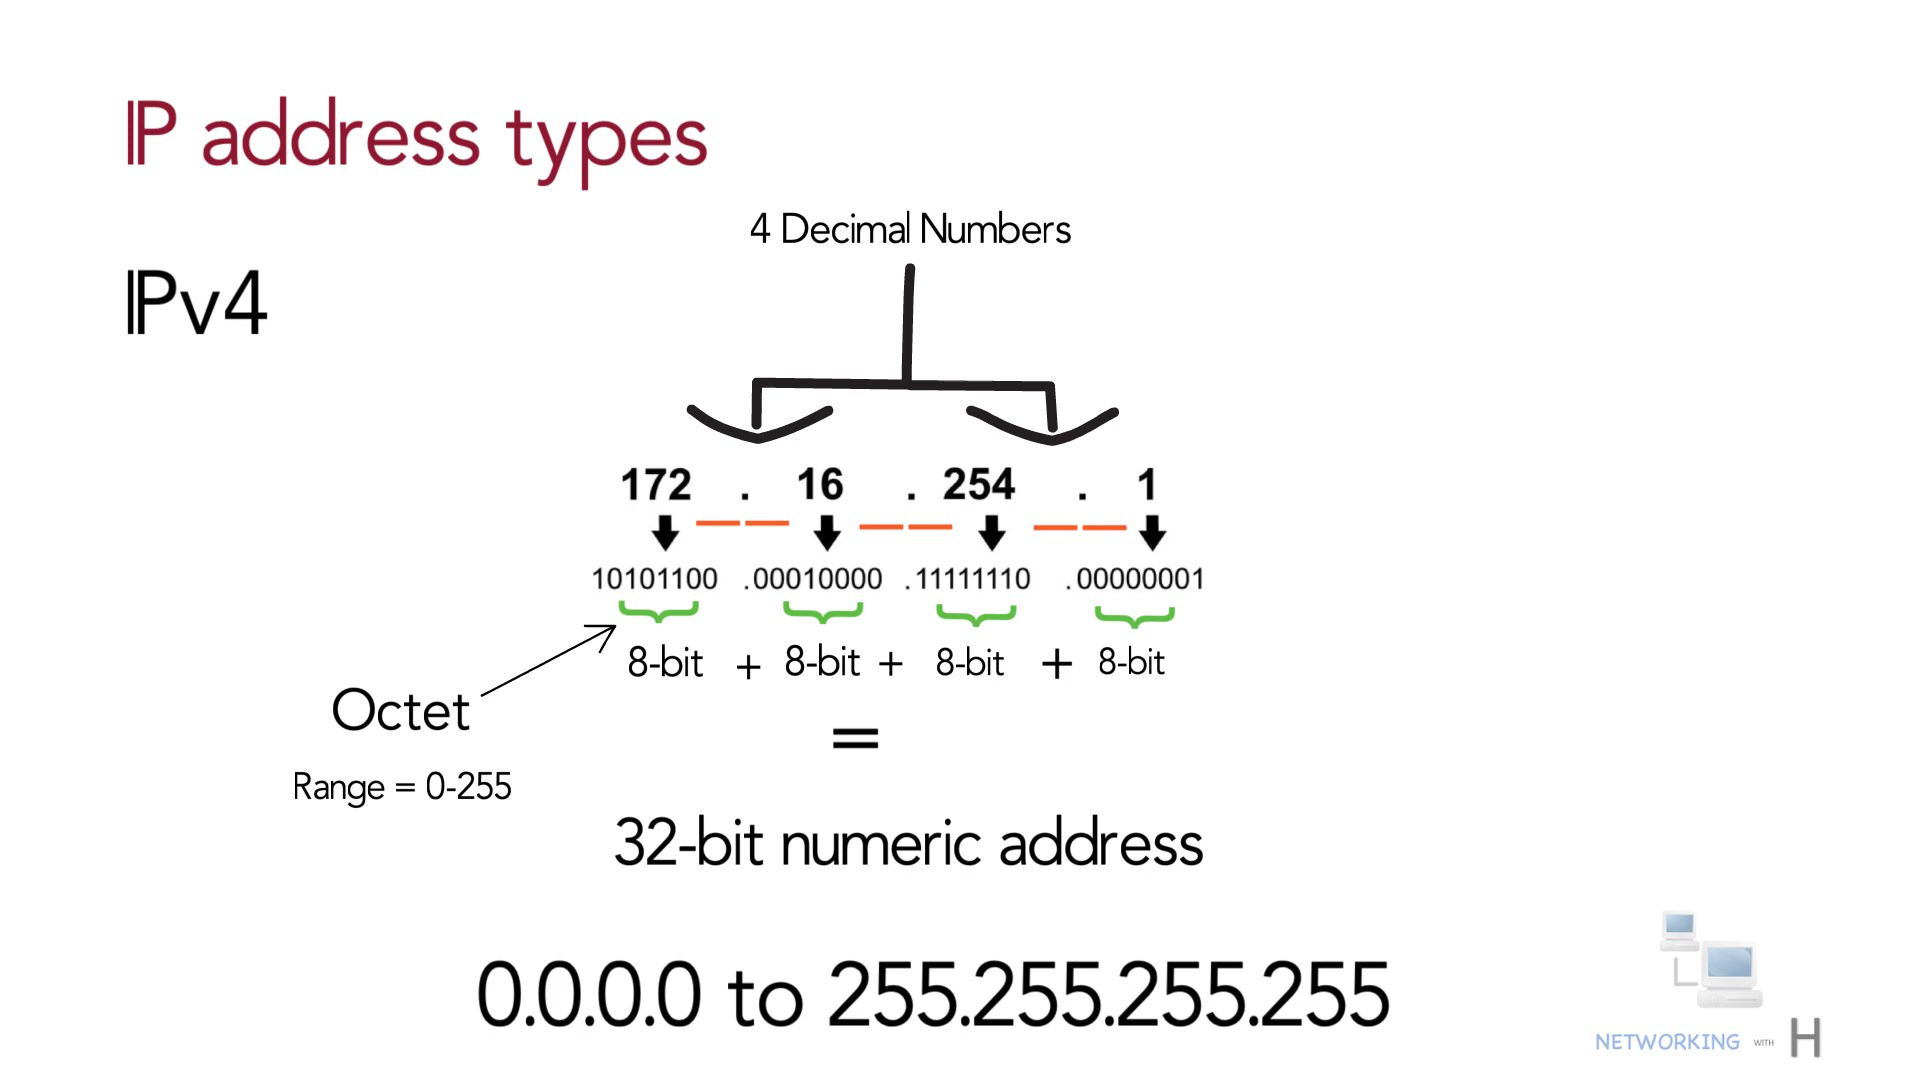 IP address types
4 Decimal Numbers
IPv4
172 . 16 . 254 . 1
10101100 .00010000 .11111110 .00000001
8-bit + 8-bit + 8-bit + 8-bit
Octet
=
Range = 0-255
32-bit numeric address
0.0.0.0 to 255.255.255.255
NETWORKING WITH H